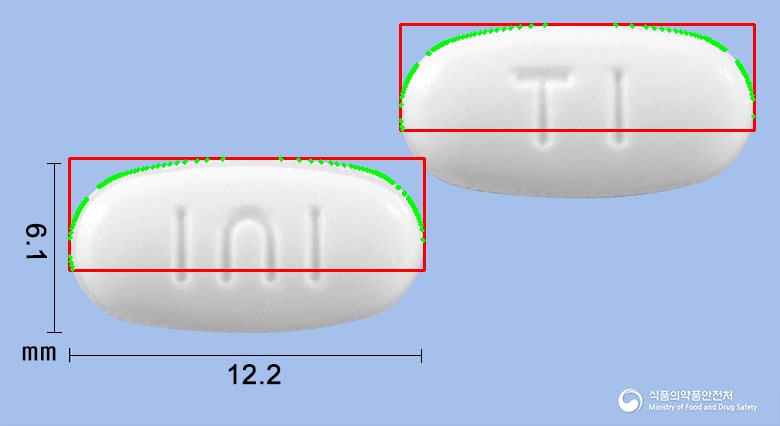 TI
I∩I
6.1
mm
12.2
식품의약품안전처
Ministry of Food and Drug Safety